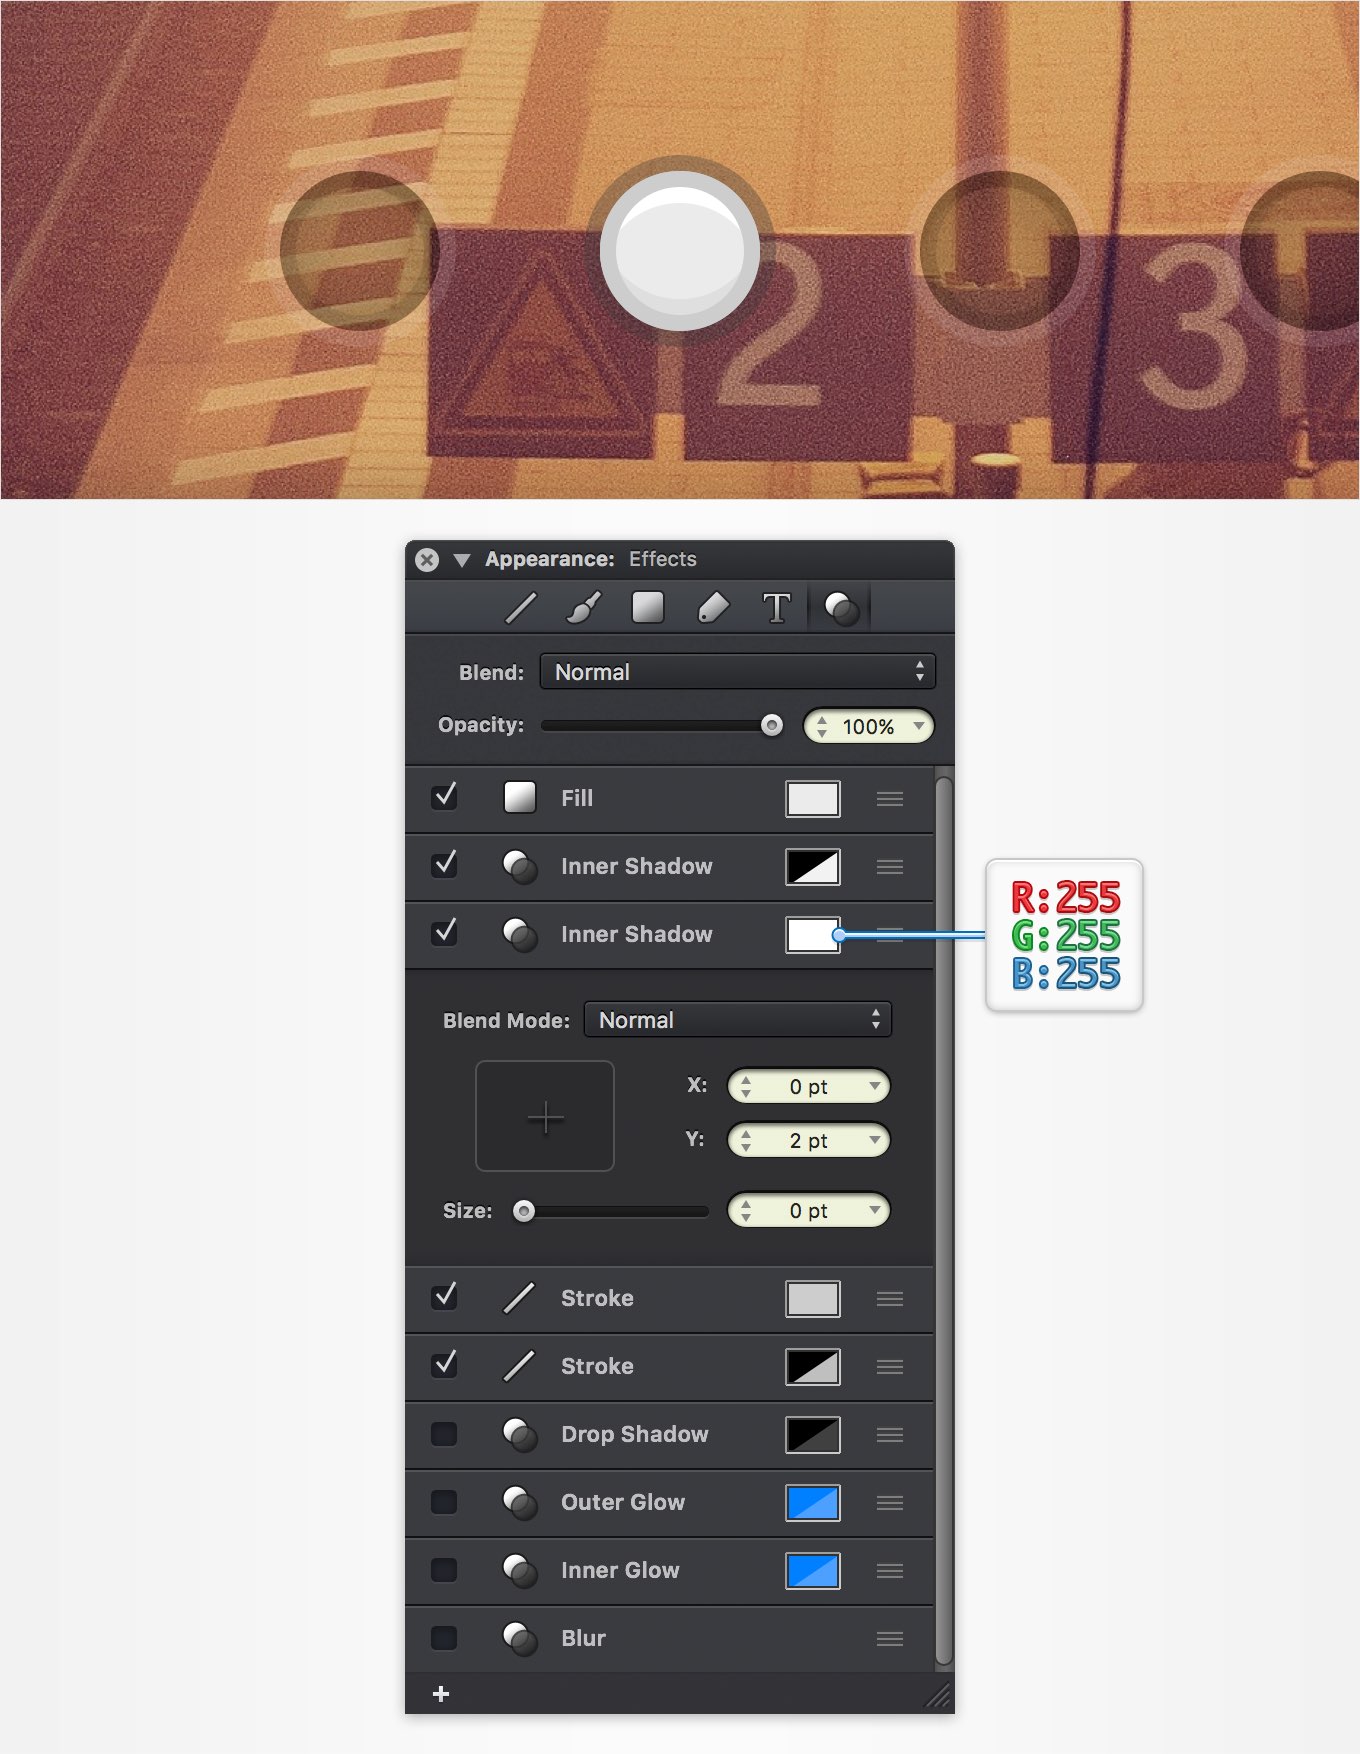 2
3
Appearance: Effects
T
Blend: Normal
Opacity: 100%
Fill
Inner Shadow
Inner Shadow
R:255
G:255
B:255
Blend Mode: Normal
X: 0 pt
Y: 2 pt
Size: 0 pt
Stroke
Stroke
Drop Shadow
Outer Glow
Inner Glow
Blur